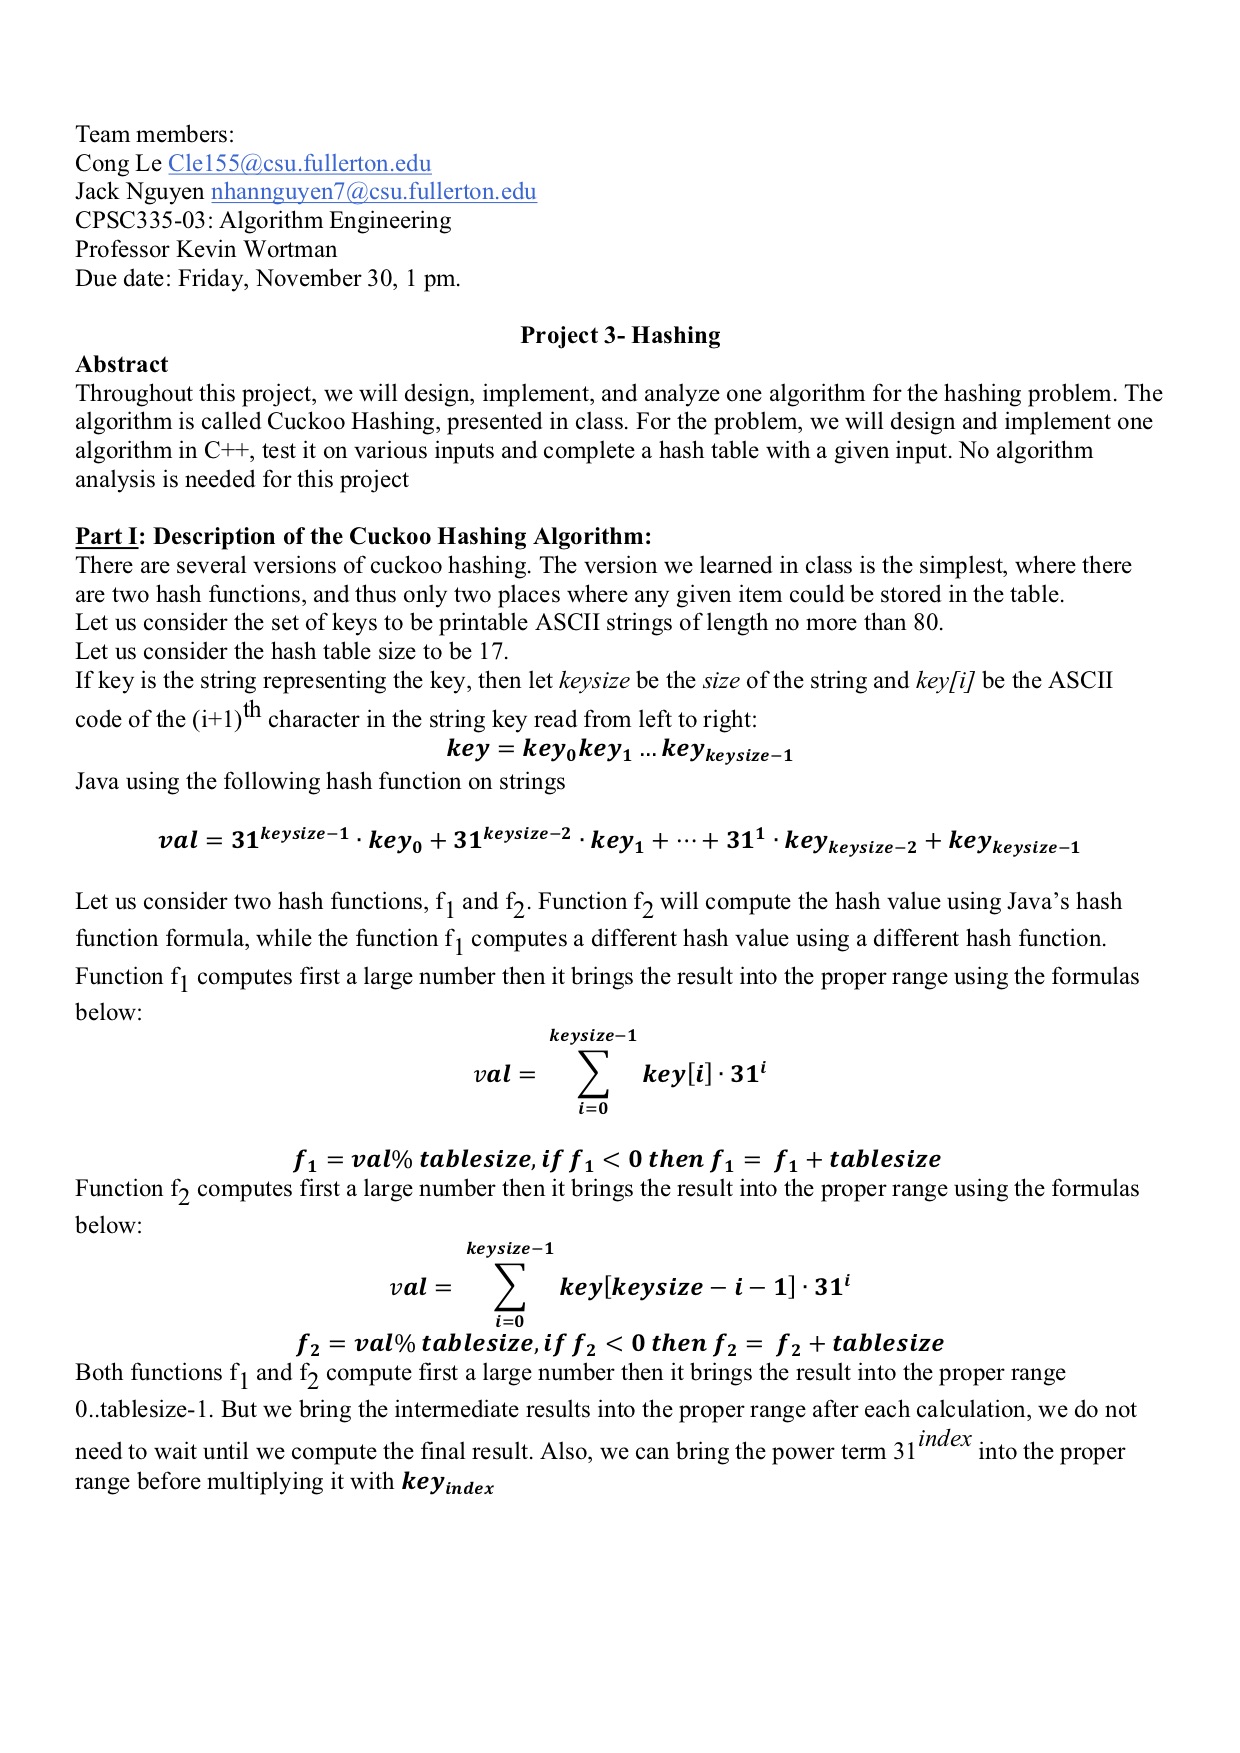 Team members:
Cong Le Cle155@csu.fullerton.edu
Jack Nguyen nhannguyen7@csu.fullerton.edu
CPSC335-03: Algorithm Engineering
Professor Kevin Wortman
Due date: Friday, November 30, 1 pm.
Project 3- Hashing
Abstract
Throughout this project, we will design, implement, and analyze one algorithm for the hashing problem. The
algorithm is called Cuckoo Hashing, presented in class. For the problem, we will design and implement one
algorithm in C++, test it on various inputs and complete a hash table with a given input. No algorithm
analysis is needed for this project
Part I: Description of the Cuckoo Hashing Algorithm:
There are several versions of cuckoo hashing. The version we learned in class is the simplest, where there
are two hash functions, and thus only two places where any given item could be stored in the table.
Let us consider the set of keys to be printable ASCII strings of length no more than 80.
Let us consider the hash table size to be 17.
If key is the string representing the key, then let keysize be the size of the string and key[i] be the ASCII
code of the (i+1)^th character in the string key read from left to right:
key = key_0 key_1 … key_{keysize−1}
Java using the following hash function on strings
val = 31^{keysize−1} · key_0 + 31^{keysize−2} · key_1 + ⋯ + 31^1 · key_{keysize−2} + key_{keysize−1}
Let us consider two hash functions, f_1 and f_2. Function f_2 will compute the hash value using Java’s hash
function formula, while the function f_1 computes a different hash value using a different hash function.
Function f_1 computes first a large number then it brings the result into the proper range using the formulas
below:
val = ∑_{i=0}^{keysize−1} key[i] · 31^i
f_1 = val% tablesize, if f_1 < 0 then f_1 = f_1 + tablesize
Function f_2 computes first a large number then it brings the result into the proper range using the formulas
below:
val = ∑_{i=0}^{keysize−1} key[keysize − i − 1] · 31^i
f_2 = val% tablesize, if f_2 < 0 then f_2 = f_2 + tablesize
Both functions f_1 and f_2 compute first a large number then it brings the result into the proper range
0..tablesize-1. But we bring the intermediate results into the proper range after each calculation, we do not
need to wait until we compute the final result. Also, we can bring the power term 31^index into the proper
range before multiplying it with key_index